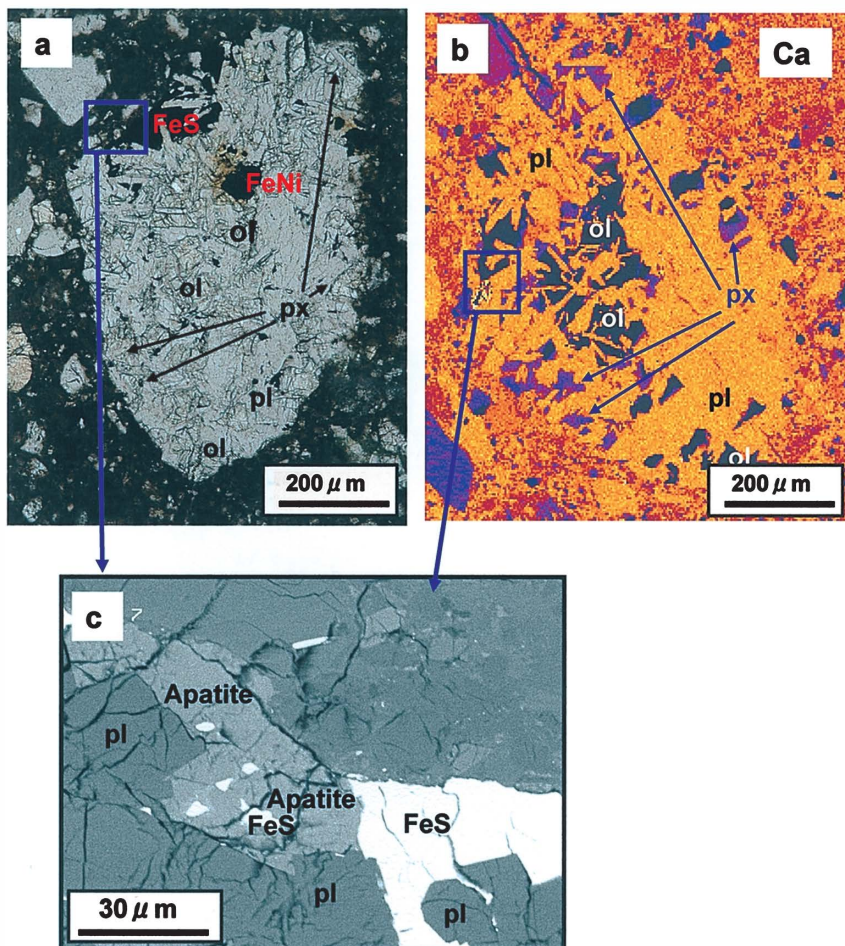 a
FeS
FeNi
ol
ol
px
pl
ol
200 μm
b
Ca
pl
ol
ol
px
pl
ol
200 μm
c
7
Apatite
pl
Apatite
FeS
FeS
pl
pl
30 μm